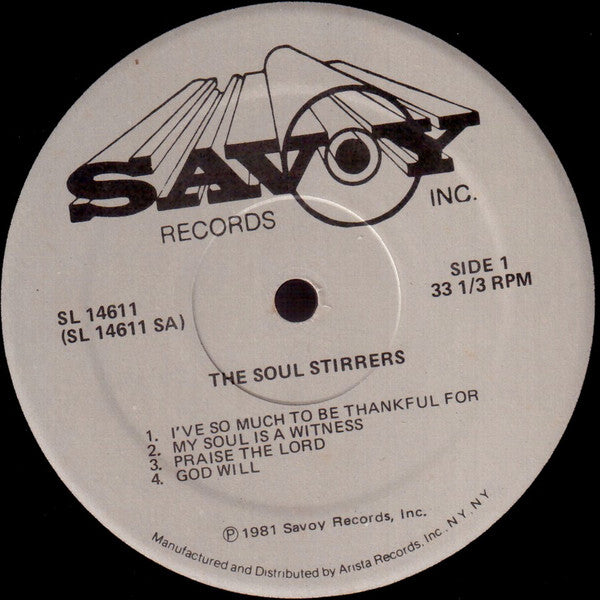 SAVOY
RECORDS INC.
SL 14611
(SL 14611 SA)
SIDE 1
33 1/3 RPM
THE SOUL STIRRERS
1. I'VE SO MUCH TO BE THANKFUL FOR
2. MY SOUL IS A WITNESS
3. PRAISE THE LORD
4. GOD WILL
Ⓟ 1981 Savoy Records, Inc.
Manufactured and Distributed by Arista Records, Inc., N.Y. N.Y